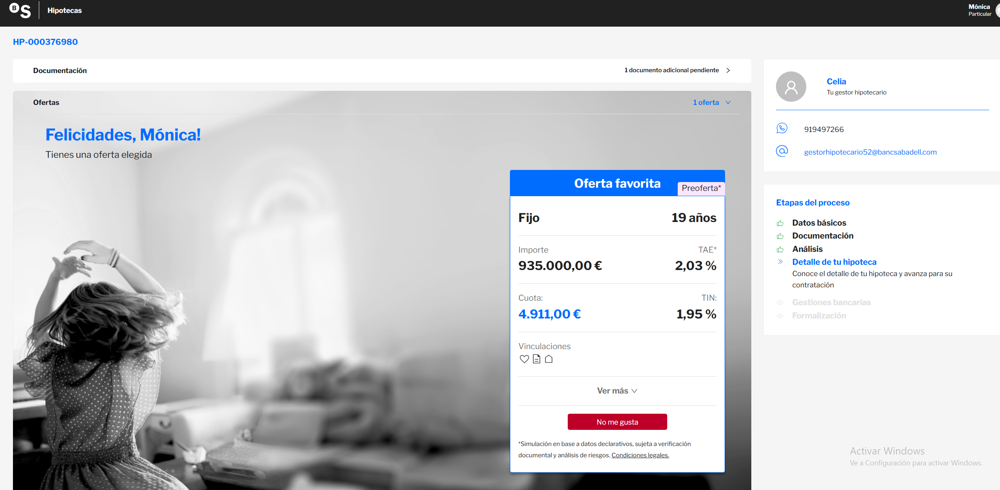 BS
Hipotecas
Mónica
Particular
HP-000376980
Documentación
1 documento adicional pendiente
Ofertas
1 oferta
Felicidades, Mónica!
Tienes una oferta elegida
Oferta favorita
Preoferta*
Fijo
19 años
Importe
TAE*
935.000,00 €
2,03 %
Cuota:
TIN:
4.911,00 €
1,95 %
Vinculaciones
Ver más
No me gusta
*Simulación en base a datos declarativos, sujeta a verificación
documental y análisis de riesgos. Condiciones legales.
Celia
Tu gestor hipotecario
919497266
gestorhipotecario52@bancsabadell.com
Etapas del proceso
Datos básicos
Documentación
Análisis
Detalle de tu hipoteca
Conoce el detalle de tu hipoteca y avanza para su
contratación
Gestiones bancarias
Formalización
Activar Windows
Ve a Configuración para activar Windows.